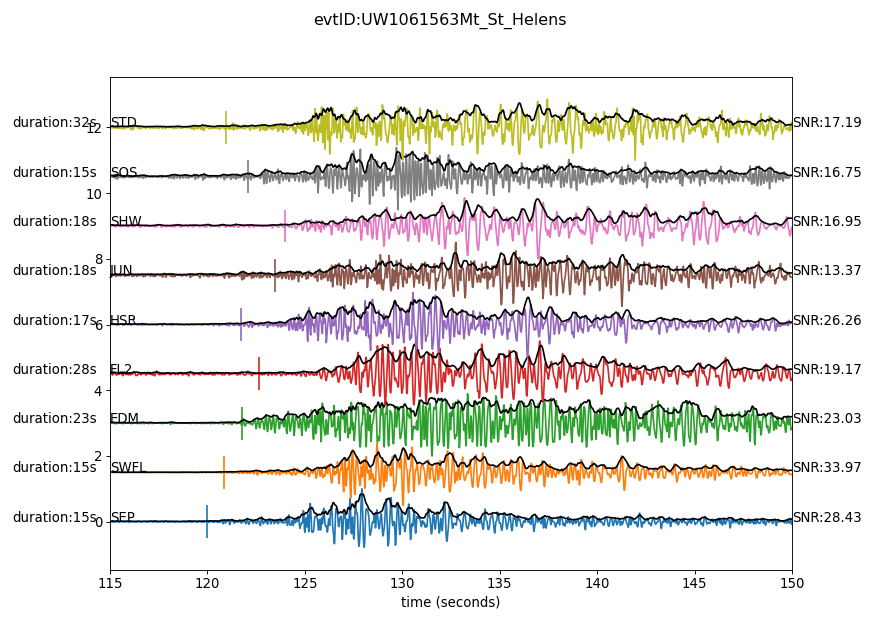 evtID:UW1061563Mt_St_Helens
duration:32s STD SNR:17.19
12
duration:15s SOS SNR:16.75
10
duration:18s SHW SNR:16.95
8
duration:18s JUN SNR:13.37
duration:17s HSR SNR:26.26
6
duration:28s FL2 SNR:19.17
4
duration:23s EDM SNR:23.03
2
duration:15s SWFL SNR:33.97
duration:15s SEP SNR:28.43
0
115 120 125 130 135 140 145 150
time (seconds)